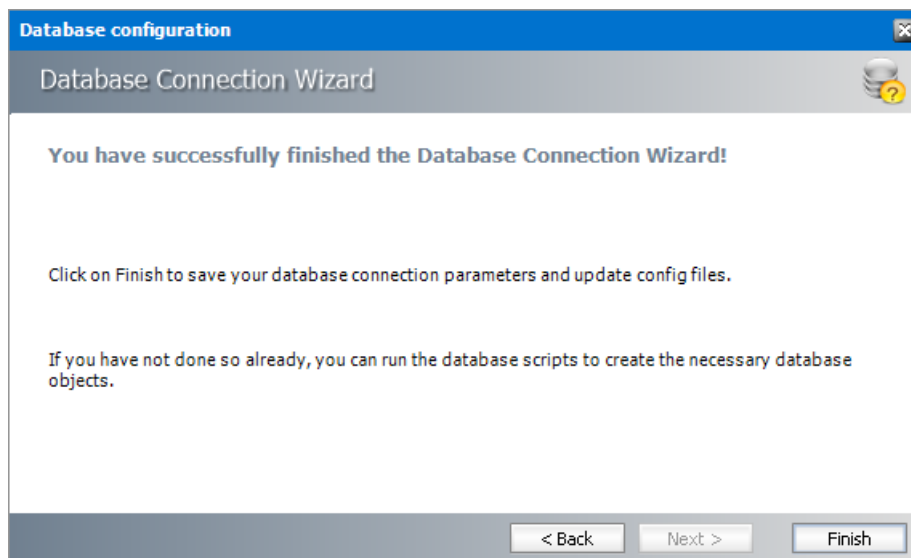 Database configuration
Database Connection Wizard
You have successfully finished the Database Connection Wizard!
Click on Finish to save your database connection parameters and update config files.
If you have not done so already, you can run the database scripts to create the necessary database
objects.
< Back
Next >
Finish